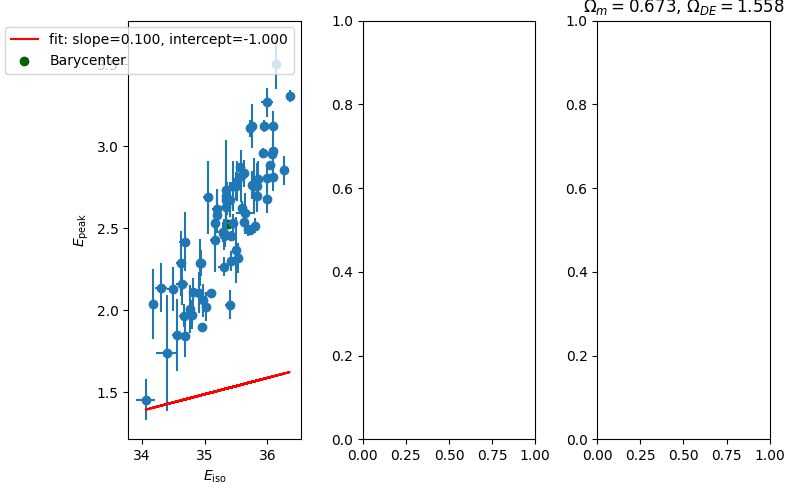 Ω_m = 0.673, Ω_DE = 1.558
fit: slope=0.100, intercept=-1.000
Barycenter
3.5
3.0
2.5
2.0
1.5
E_peak
34 35 36
E_iso
1.0
0.8
0.6
0.4
0.2
0.0
0.00 0.25 0.50 0.75 1.00
1.0
0.8
0.6
0.4
0.2
0.0
0.00 0.25 0.50 0.75 1.00